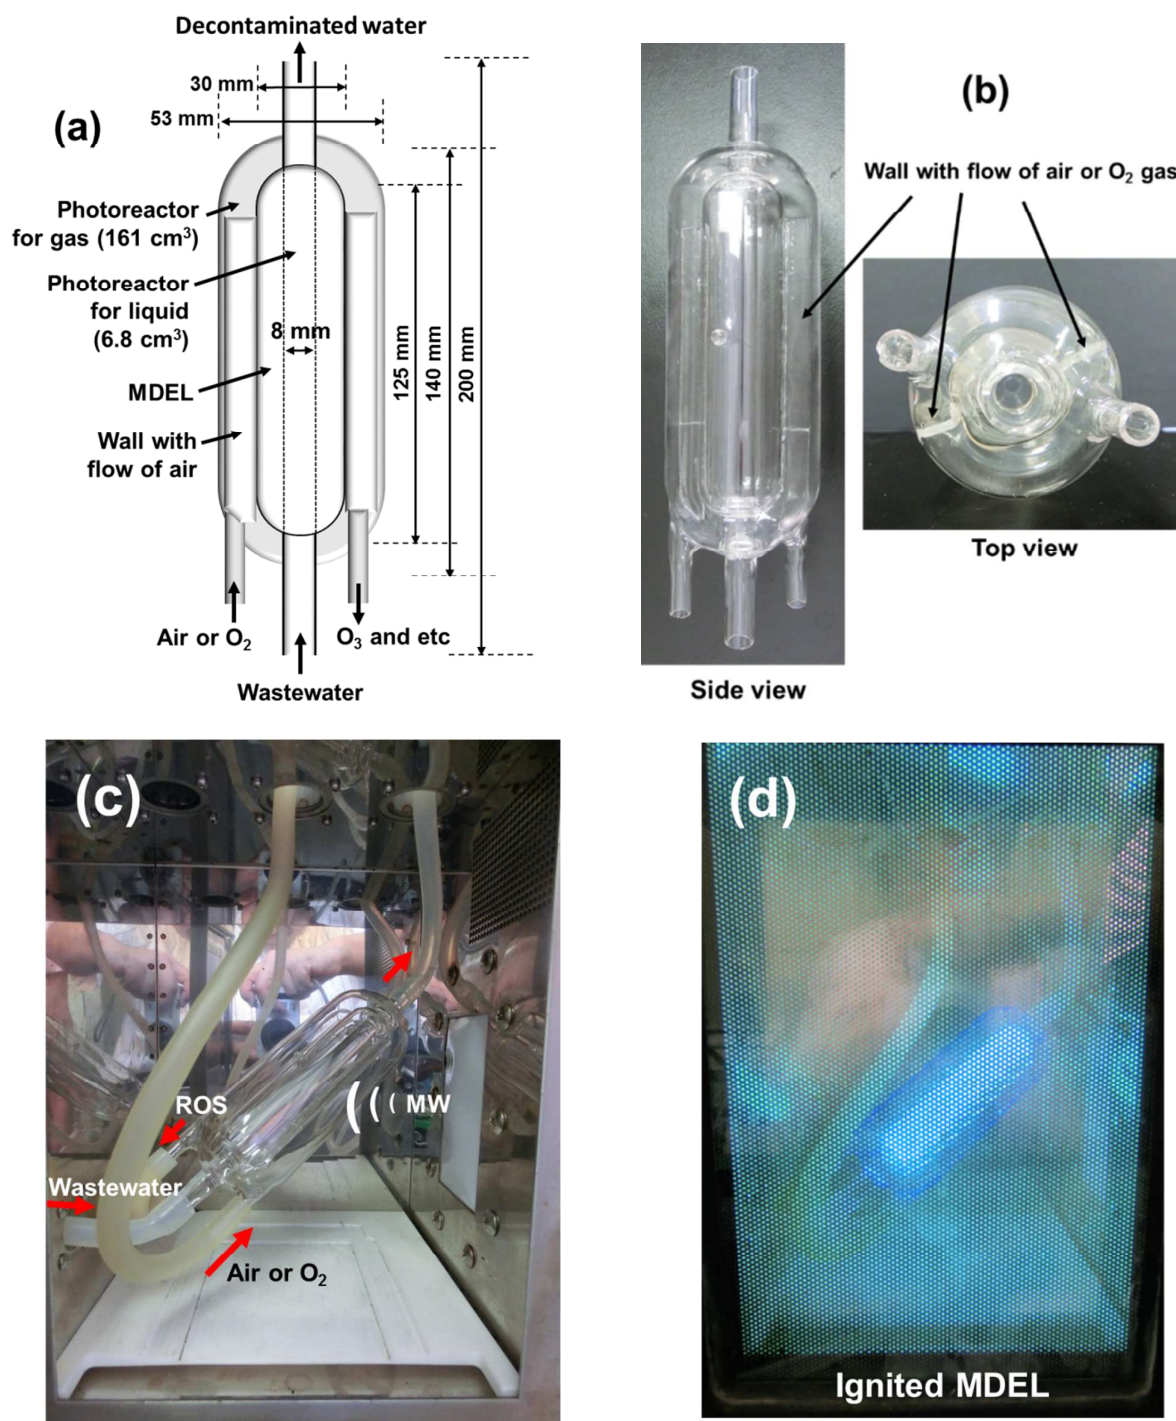 Decontaminated water
30 mm
53 mm
(a)
Photoreactor
for gas (161 cm³)
Photoreactor
for liquid
(6.8 cm³)
8 mm
MDEL
Wall with
flow of air
125 mm
140 mm
200 mm
Air or O₂
O₃ and etc
Wastewater
(b)
Wall with flow of air or O₂ gas
Top view
Side view
(c)
ROS
MW
Wastewater
Air or O₂
(d)
Ignited MDEL